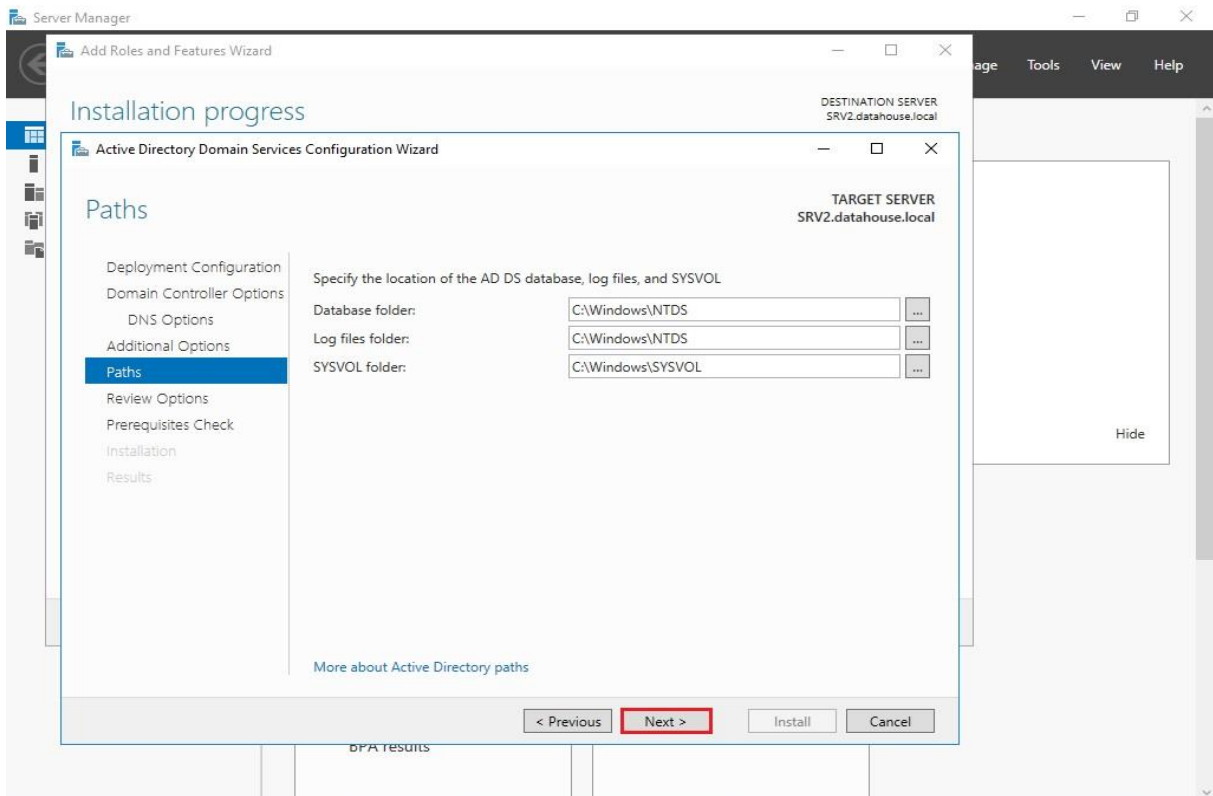 Server Manager
Add Roles and Features Wizard
Tools View Help
Installation progress
DESTINATION SERVER
SRV2.datahouse.local
Active Directory Domain Services Configuration Wizard
Paths
TARGET SERVER
SRV2.datahouse.local
Deployment Configuration
Domain Controller Options
DNS Options
Additional Options
Paths
Review Options
Prerequisites Check
Installation
Results
Specify the location of the AD DS database, log files, and SYSVOL
Database folder: C:\Windows\NTDS ...
Log files folder: C:\Windows\NTDS ...
SYSVOL folder: C:\Windows\SYSVOL ...
More about Active Directory paths
Hide
< Previous Next > Install Cancel
BPA results